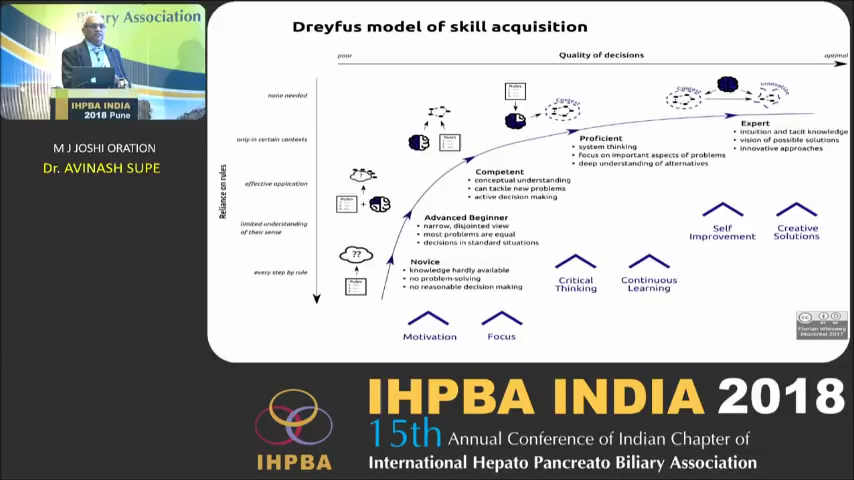 Biliary Association
IHPBA INDIA
2018 Pune
M J JOSHI ORATION
Dr. AVINASH SUPE
Dreyfus model of skill acquisition
poor
Quality of decisions
optimal
Reliance on rules
none needed
only in certain contexts
effective application
limited understanding
of their sense
every step by rule
Rules
Context
Context
Innovation
Expert
• intuition and tacit knowledge
• vision of possible solutions
• innovative approaches
Proficient
• system thinking
• focus on important aspects of problems
• deep understanding of alternatives
Rules
Competent
• conceptual understanding
• can tackle new problems
• active decision making
?
Rules
+
Advanced Beginner
• narrow, disjointed view
• most problems are equal
• decisions in standard situations
??
Rules
Novice
• knowledge hardly available
• no problem-solving
• no reasonable decision making
Motivation
Focus
Critical
Thinking
Continuous
Learning
Self
Improvement
Creative
Solutions
cc
BY
SA
Florian Wienweg
Montréal 2017
IHPBA
IHPBA INDIA 2018
15th Annual Conference of Indian Chapter of
International Hepato Pancreato Biliary Association